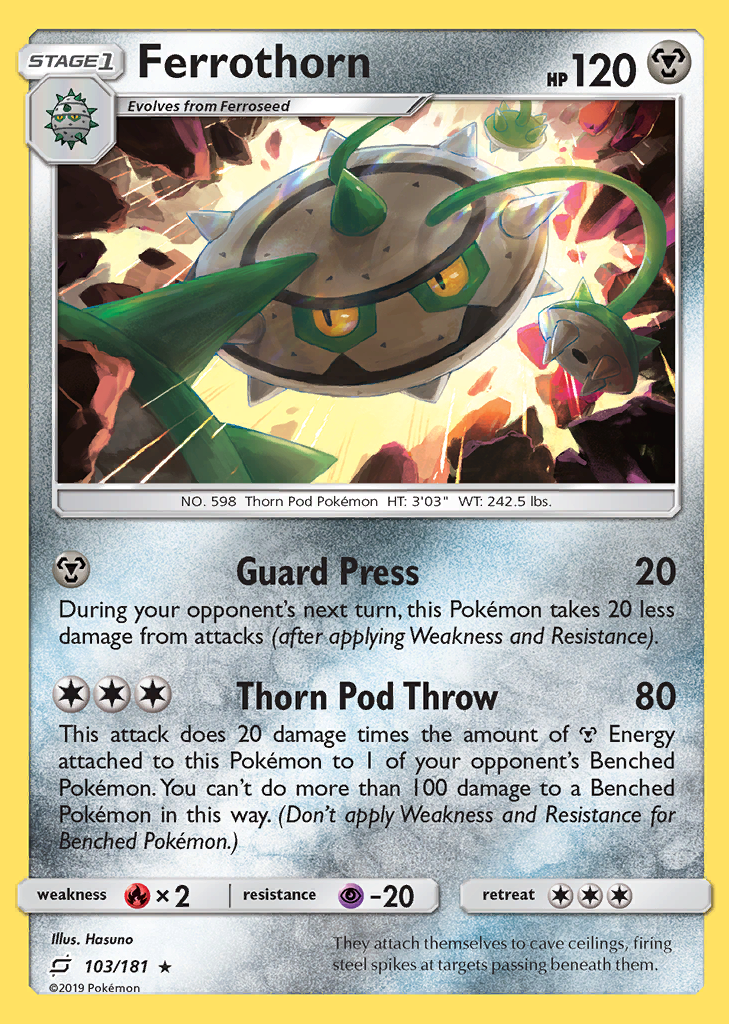 STAGE1
Ferrothorn
HP 120
Evolves from Ferroseed
NO. 598 Thorn Pod Pokémon HT: 3'03" WT: 242.5 lbs.
Guard Press 20
During your opponent's next turn, this Pokémon takes 20 less
damage from attacks (after applying Weakness and Resistance).
Thorn Pod Throw 80
This attack does 20 damage times the amount of Energy
attached to this Pokémon to 1 of your opponent's Benched
Pokémon. You can't do more than 100 damage to a Benched
Pokémon in this way. (Don't apply Weakness and Resistance for
Benched Pokémon.)
weakness ×2 resistance -20 retreat
Illus. Hasuno
103/181 ★
©2019 Pokémon
They attach themselves to cave ceilings, firing
steel spikes at targets passing beneath them.